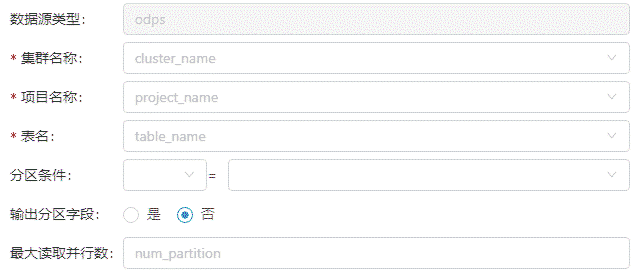 数据源类型： odps
* 集群名称： cluster_name
* 项目名称： project_name
* 表名： table_name
分区条件： =
输出分区字段： 是 否
最大读取并行数： num_partition